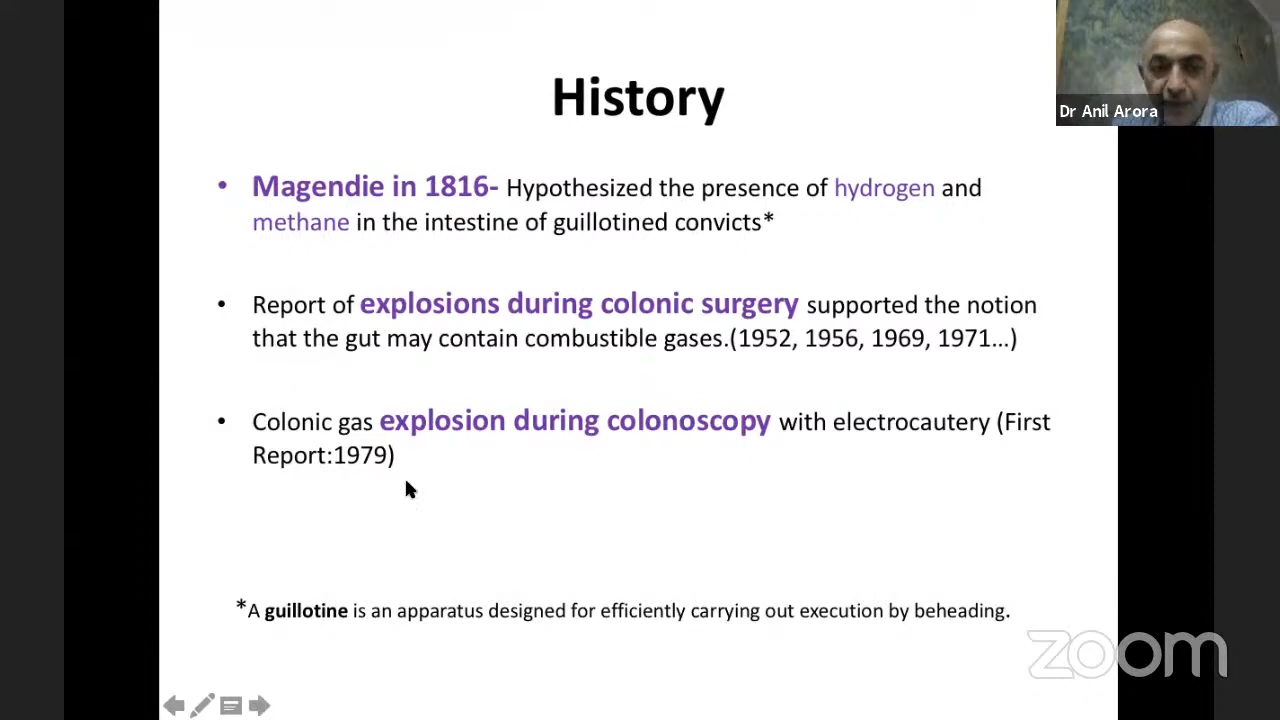 History
Dr Anil Arora
• Magendie in 1816- Hypothesized the presence of hydrogen and
methane in the intestine of guillotined convicts*
• Report of explosions during colonic surgery supported the notion
that the gut may contain combustible gases.(1952, 1956, 1969, 1971...)
• Colonic gas explosion during colonoscopy with electrocautery (First
Report:1979)
*A guillotine is an apparatus designed for efficiently carrying out execution by beheading.
zoom